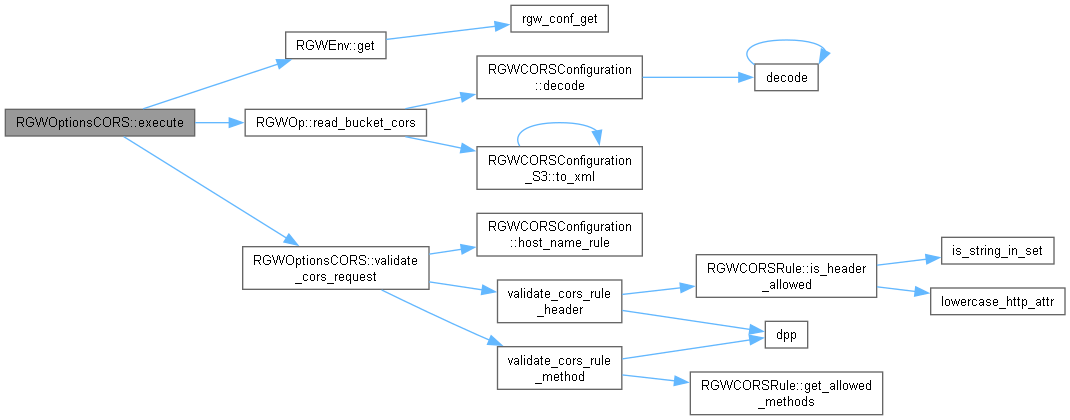 rgw_conf_get
RGWEnv::get
RGWCORSConfiguration
::decode
decode
RGWOptionsCORS::execute
RGWOp::read_bucket_cors
RGWCORSConfiguration
_S3::to_xml
RGWCORSConfiguration
::host_name_rule
RGWOptionsCORS::validate
_cors_request
is_string_in_set
RGWCORSRule::is_header
_allowed
validate_cors_rule
_header
lowercase_http_attr
dpp
validate_cors_rule
_method
RGWCORSRule::get_allowed
_methods